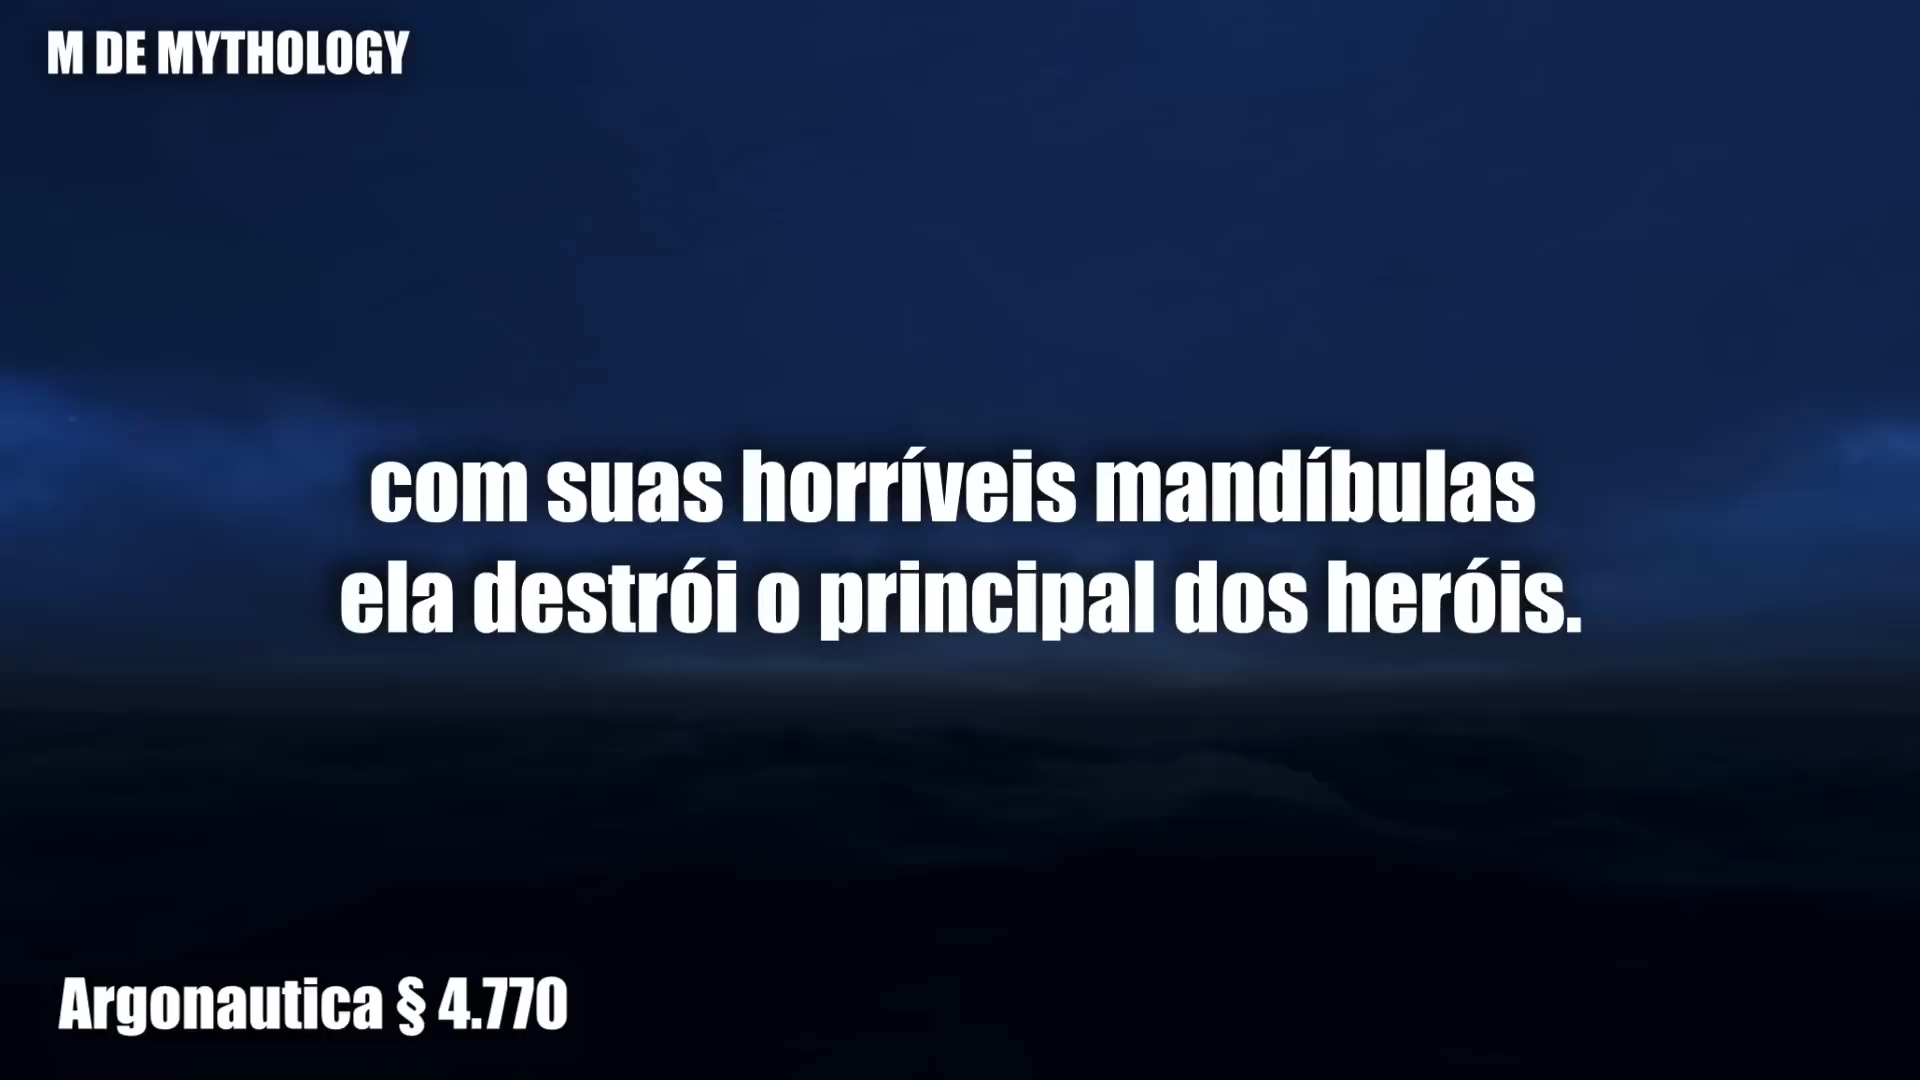 M DE MYTHOLOGY
com suas horríveis mandíbulas
ela destrói o principal dos heróis.
Argonautica § 4.770